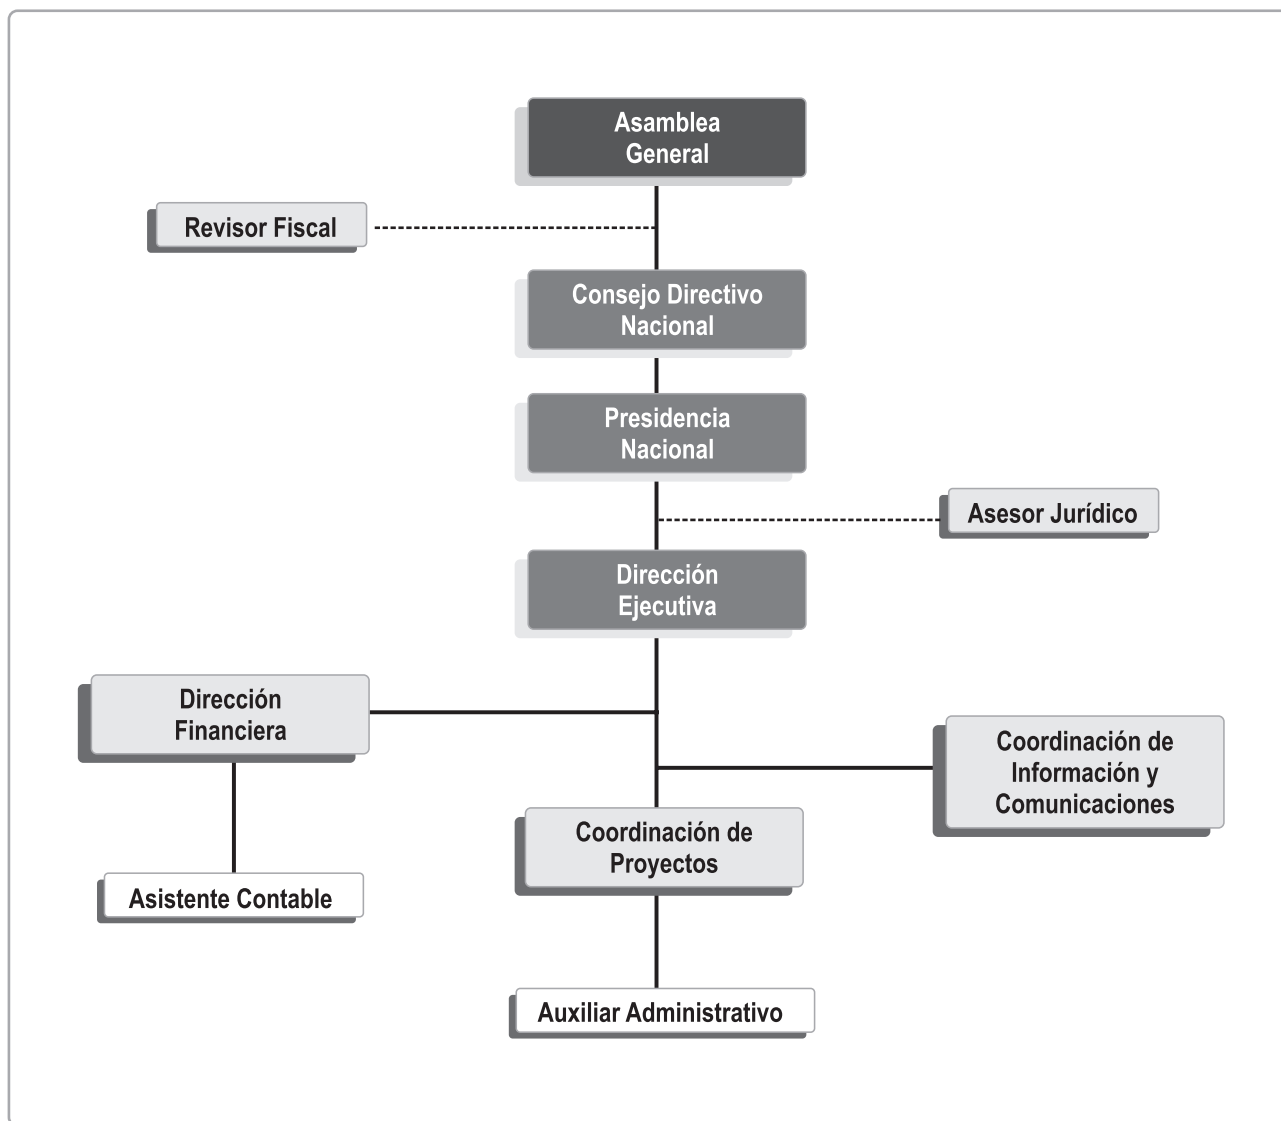 Asamblea
General
Revisor Fiscal
Consejo Directivo
Nacional
Presidencia
Nacional
Asesor Jurídico
Dirección
Ejecutiva
Dirección
Financiera
Coordinación de
Información y
Comunicaciones
Coordinación de
Proyectos
Asistente Contable
Auxiliar Administrativo